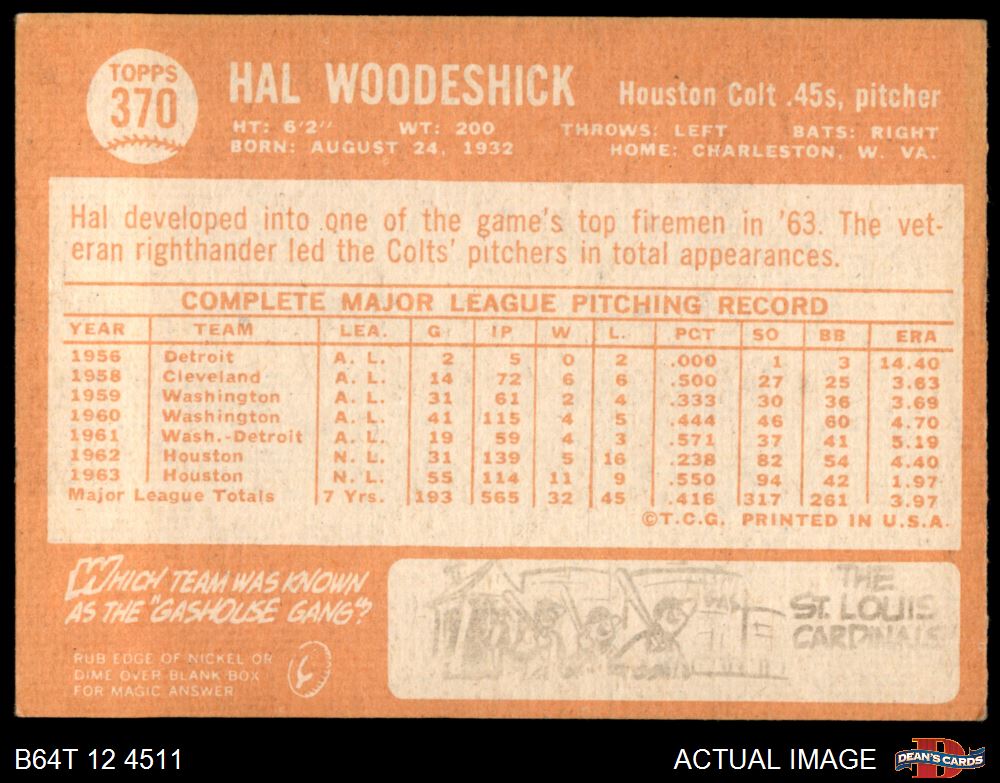 TOPPS
370
HAL WOODESHICK
Houston Colt .45s, pitcher
HT: 6'2" WT: 200 THROWS: LEFT BATS: RIGHT
BORN: AUGUST 24, 1932 HOME: CHARLESTON, W. VA.
Hal developed into one of the game's top firemen in '63. The vet-
eran righthander led the Colts' pitchers in total appearances.
COMPLETE MAJOR LEAGUE PITCHING RECORD
YEAR TEAM LEA. G IP W L. PCT SO BB ERA
1956 Detroit A. L. 2 5 0 2 .000 1 3 14.40
1958 Cleveland A. L. 14 72 6 6 .500 27 25 3.63
1959 Washington A. L. 31 61 2 4 .333 30 36 3.69
1960 Washington A. L. 41 115 4 5 .444 46 60 4.70
1961 Wash.-Detroit A. L. 19 59 4 3 .571 37 41 5.19
1962 Houston N. L. 31 139 5 16 .238 82 54 4.40
1963 Houston N. L. 55 114 11 9 .550 94 42 1.97
Major League Totals 7 Yrs. 193 565 32 45 .416 317 261 3.97
©T.C.G. PRINTED IN U.S.A.
WHICH TEAM WAS KNOWN
AS THE "GASHOUSE GANG"?
RUB EDGE OF NICKEL OR
DIME OVER BLANK BOX
FOR MAGIC ANSWER
THE
ST. LOUIS
CARDINALS
B64T 12 4511
ACTUAL IMAGE
DEAN'S CARDS